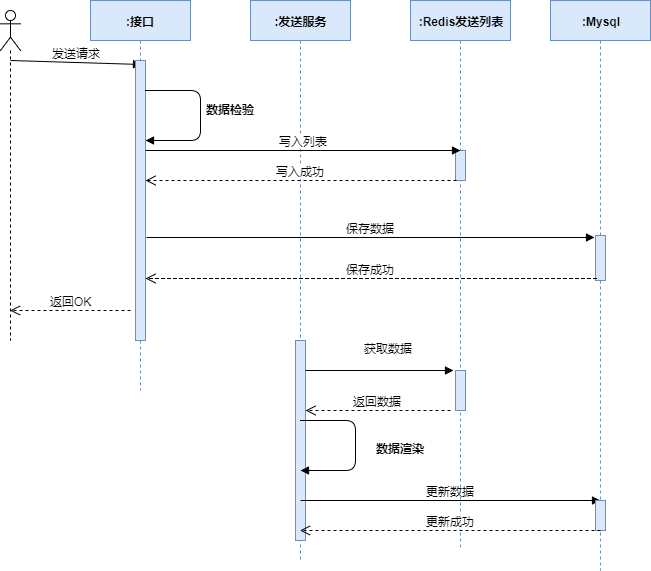 :接口
:发送服务
:Redis发送列表
:Mysql
发送请求
数据检验
写入列表
写入成功
保存数据
保存成功
返回OK
获取数据
返回数据
数据渲染
更新数据
更新成功